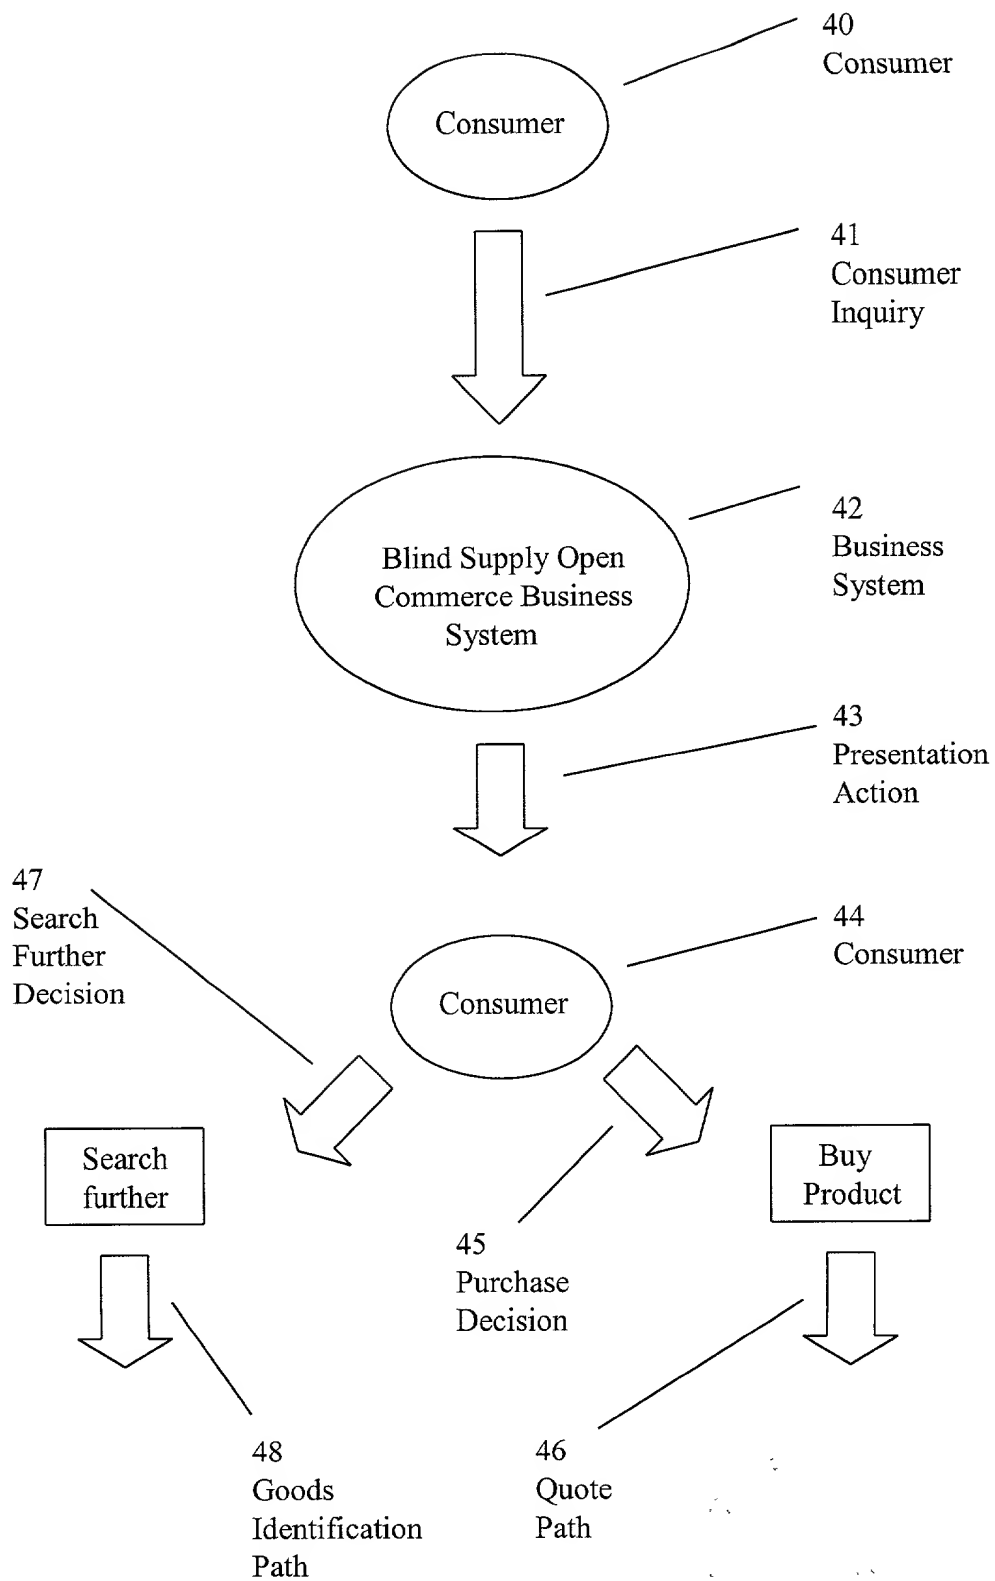 40
Consumer
Consumer
41
Consumer
Inquiry
42
Business
System
Blind Supply Open
Commerce Business
System
43
Presentation
Action
47
Search
Further
Decision
44
Consumer
Consumer
Search
further
Buy
Product
45
Purchase
Decision
48
Goods
Identification
Path
46
Quote
Path